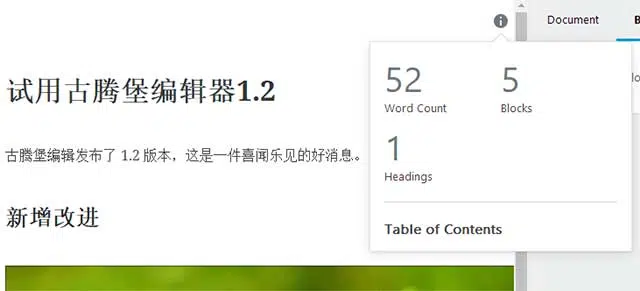 Document
试用古腾堡编辑器1.2
古腾堡编辑发布了 1.2 版本，这是一件喜闻乐见的好消息。
新增改进
52
Word Count
5
Blocks
1
Headings
Table of Contents